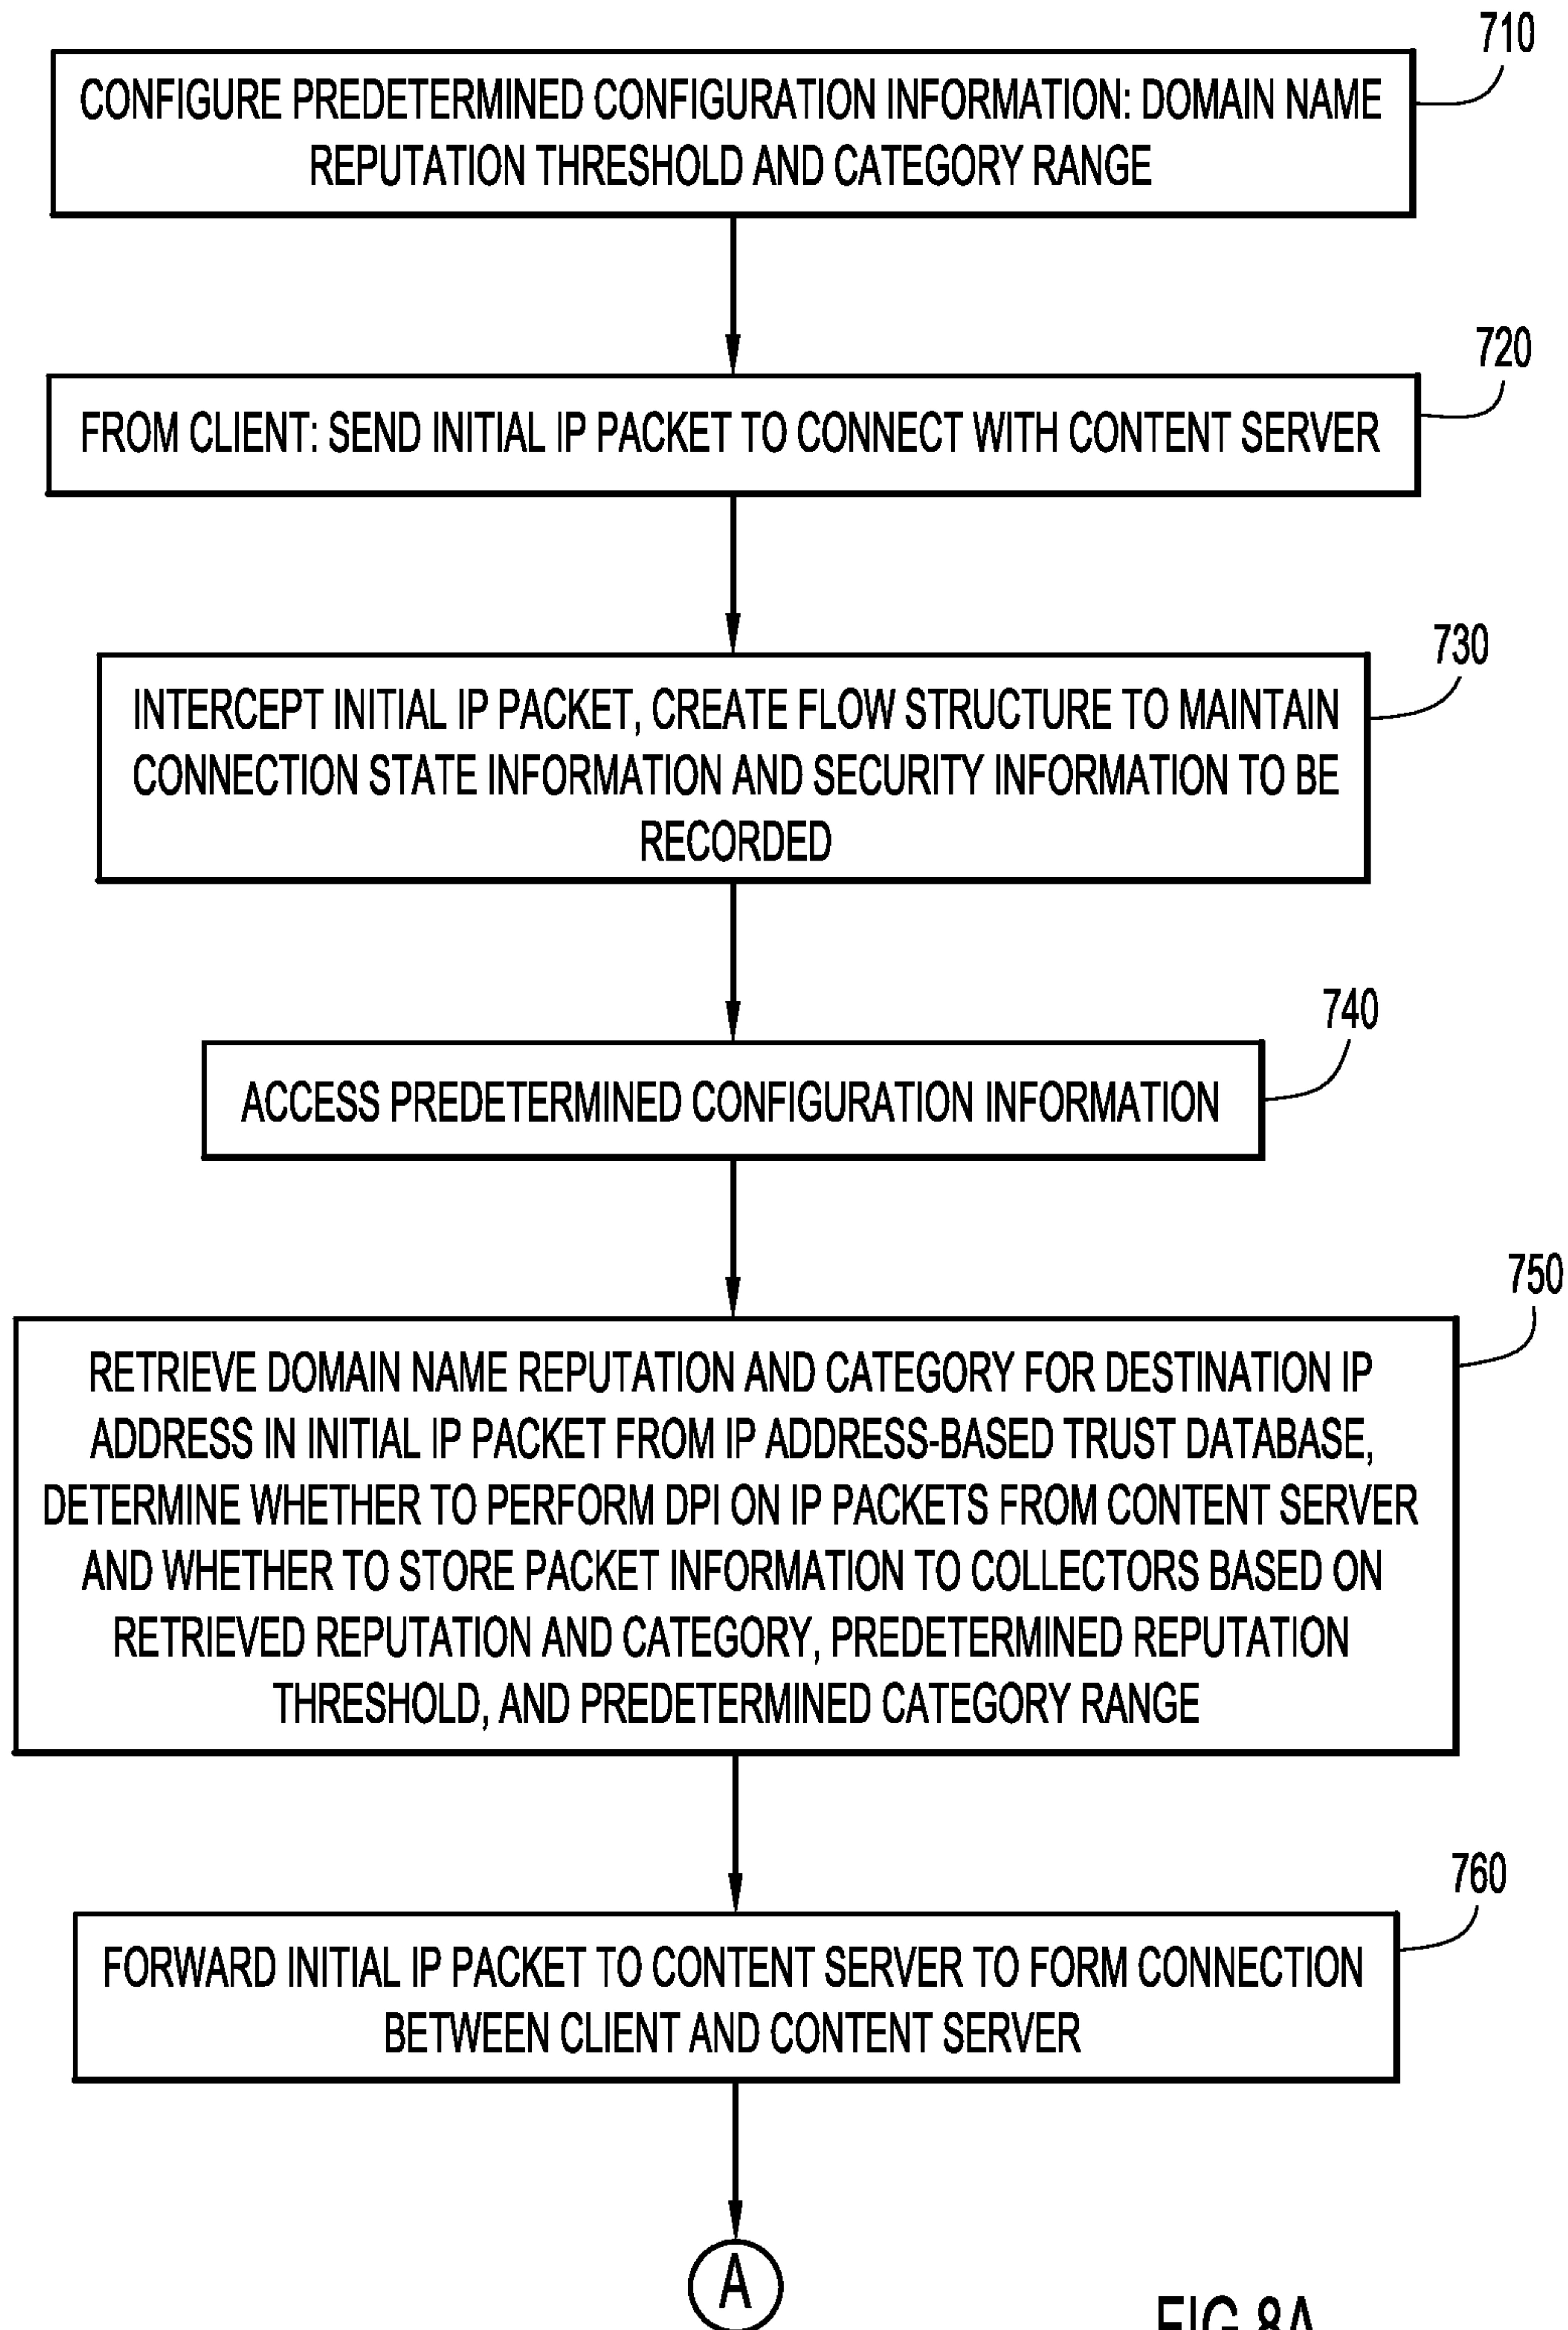 710
CONFIGURE PREDETERMINED CONFIGURATION INFORMATION: DOMAIN NAME
REPUTATION THRESHOLD AND CATEGORY RANGE
720
FROM CLIENT: SEND INITIAL IP PACKET TO CONNECT WITH CONTENT SERVER
730
INTERCEPT INITIAL IP PACKET, CREATE FLOW STRUCTURE TO MAINTAIN
CONNECTION STATE INFORMATION AND SECURITY INFORMATION TO BE
RECORDED
740
ACCESS PREDETERMINED CONFIGURATION INFORMATION
750
RETRIEVE DOMAIN NAME REPUTATION AND CATEGORY FOR DESTINATION IP
ADDRESS IN INITIAL IP PACKET FROM IP ADDRESS-BASED TRUST DATABASE,
DETERMINE WHETHER TO PERFORM DPI ON IP PACKETS FROM CONTENT SERVER
AND WHETHER TO STORE PACKET INFORMATION TO COLLECTORS BASED ON
RETRIEVED REPUTATION AND CATEGORY, PREDETERMINED REPUTATION
THRESHOLD, AND PREDETERMINED CATEGORY RANGE
760
FORWARD INITIAL IP PACKET TO CONTENT SERVER TO FORM CONNECTION
BETWEEN CLIENT AND CONTENT SERVER
A
FIG.8A